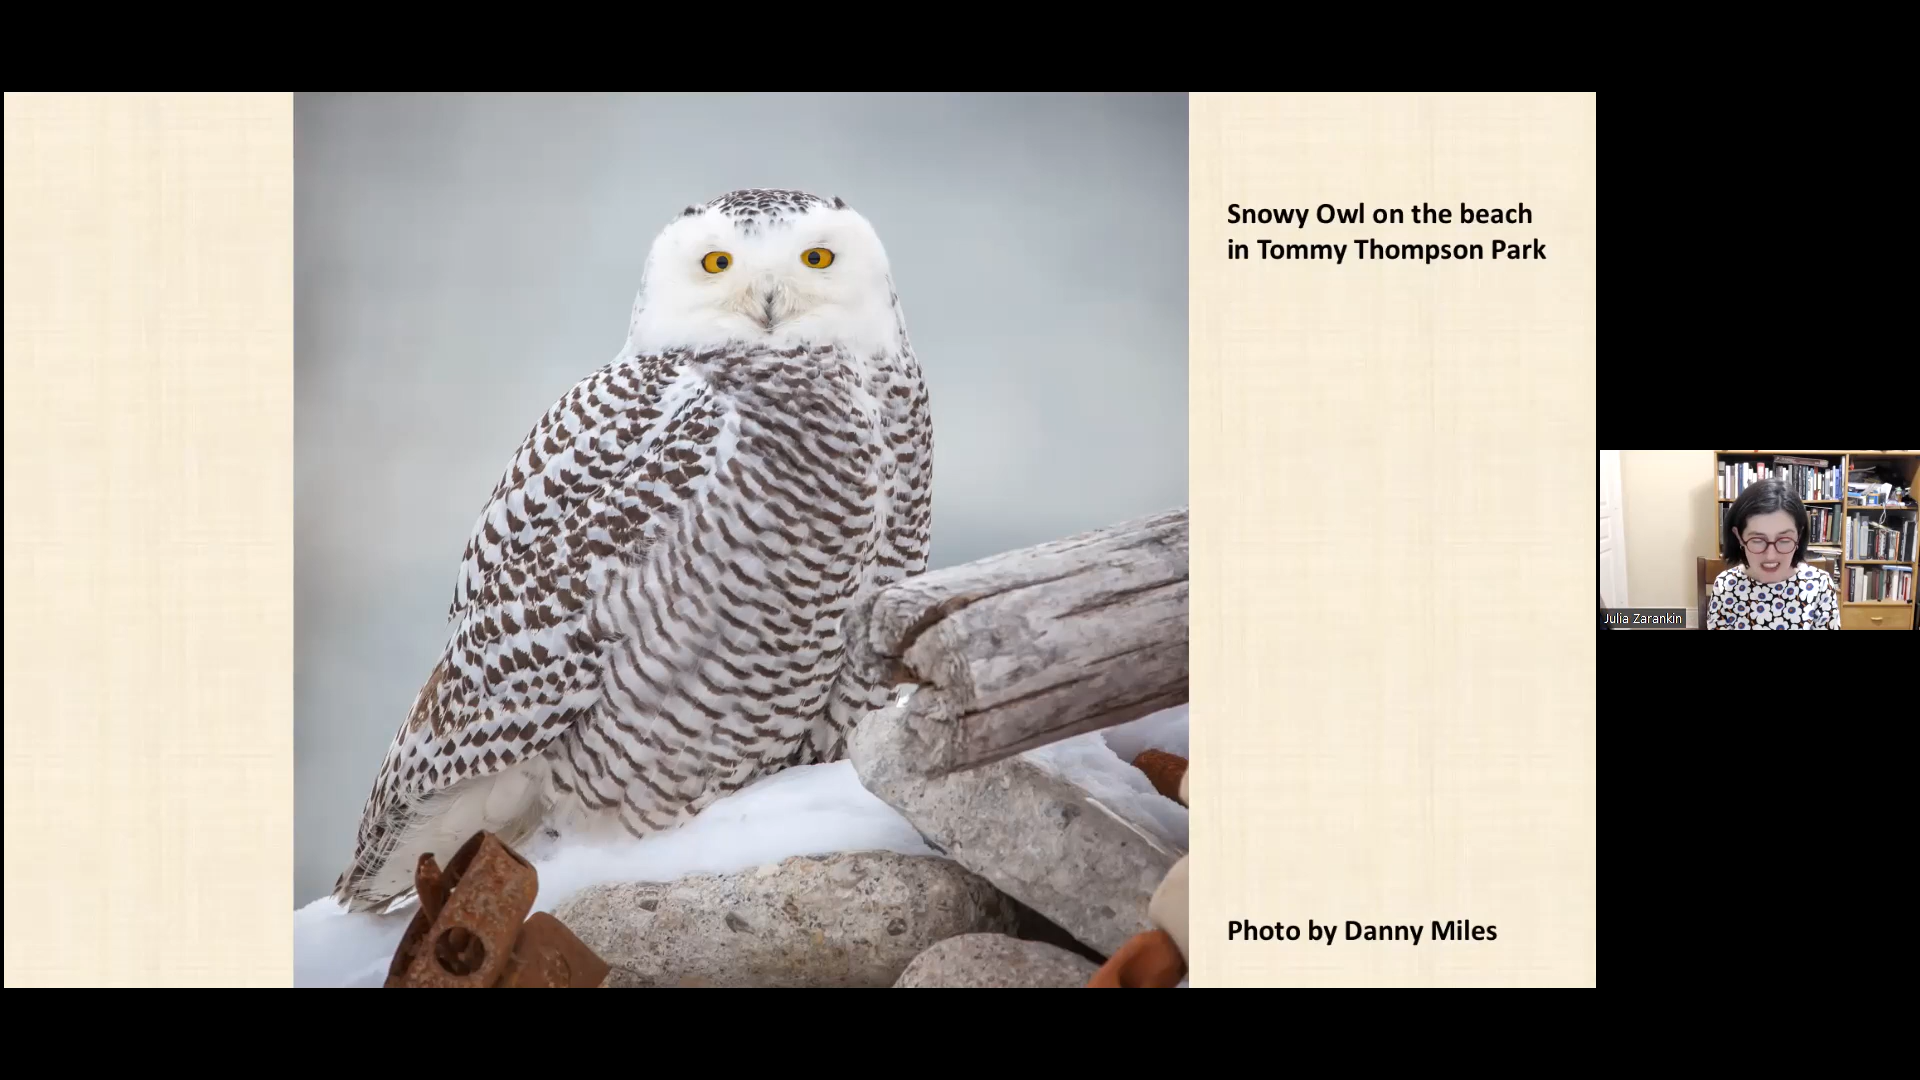 Snowy Owl on the beach
in Tommy Thompson Park
Photo by Danny Miles
Julia Zarankin